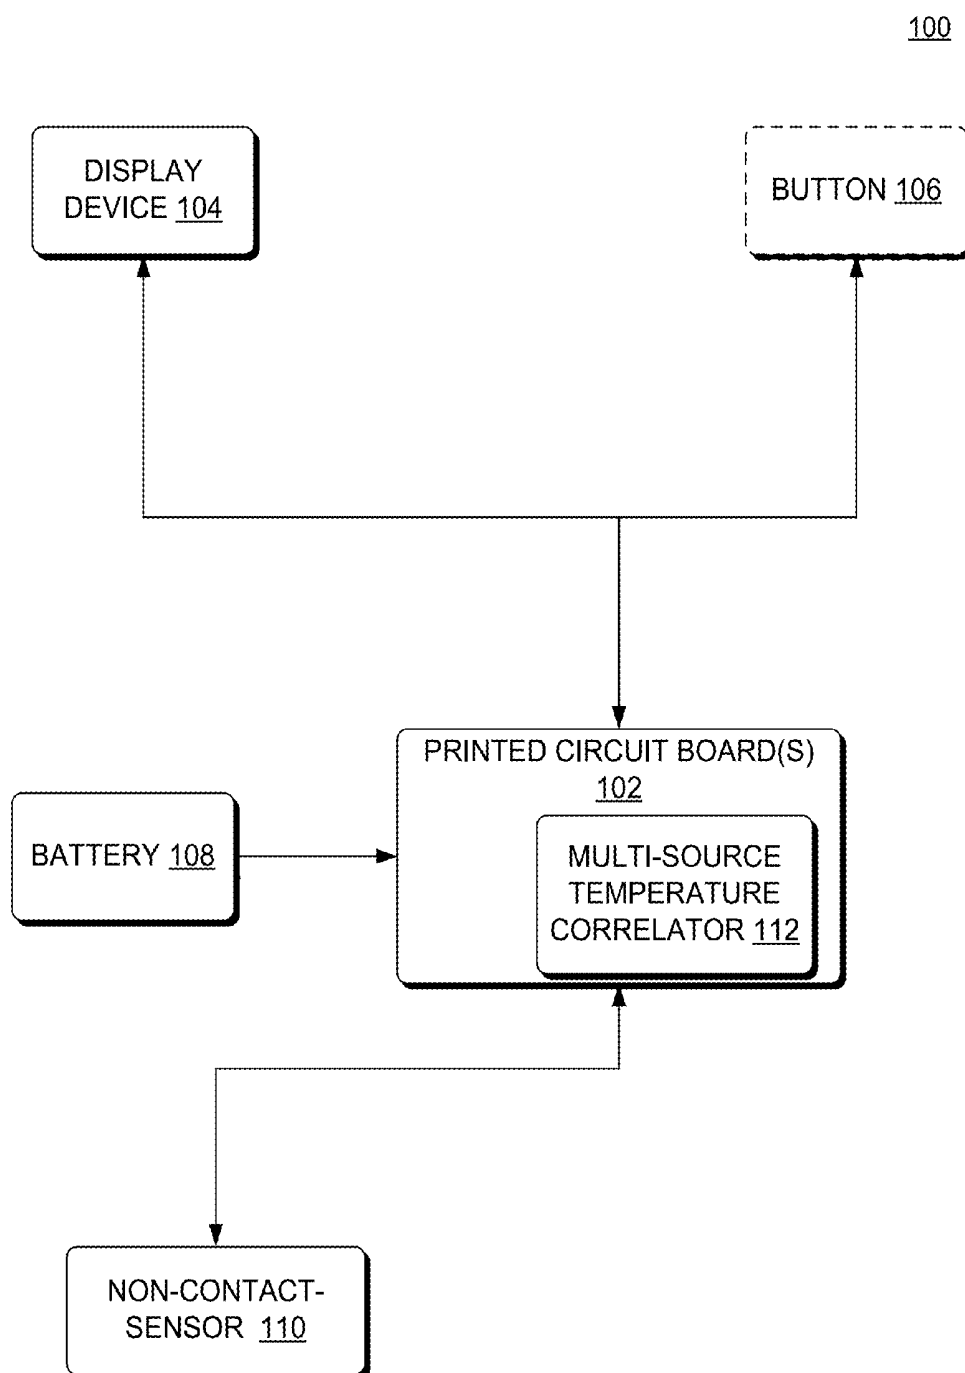 100
DISPLAY
DEVICE 104
BUTTON 106
PRINTED CIRCUIT BOARD(S)
102
BATTERY 108
MULTI-SOURCE
TEMPERATURE
CORRELATOR 112
NON-CONTACT-
SENSOR 110